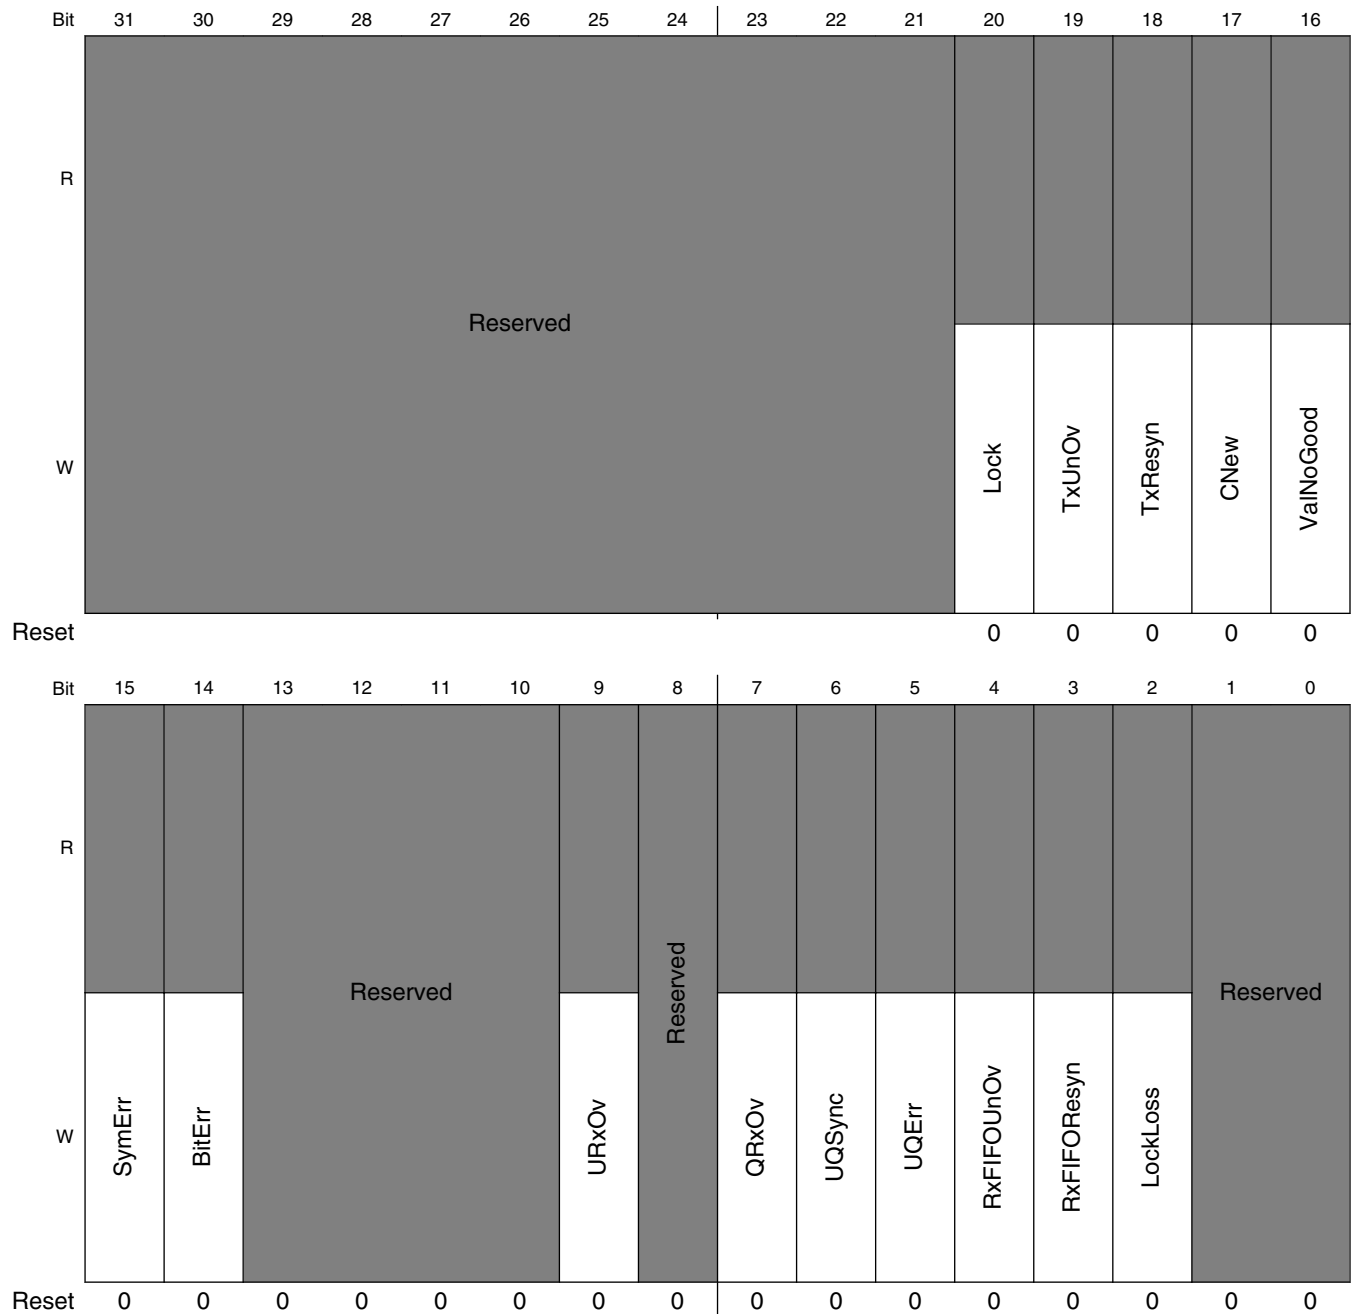 Bit 31 30 29 28 27 26 25 24 23 22 21 20 19 18 17 16
R
Reserved
W
Lock
TxUnOv
TxResyn
CNew
ValNoGood
Reset 0 0 0 0 0
Bit 15 14 13 12 11 10 9 8 7 6 5 4 3 2 1 0
R
Reserved
Reserved
Reserved
W
SymErr
BitErr
URxOv
QRxOv
UQSync
UQErr
RxFIFOUnOv
RxFIFOResyn
LockLoss
Reset 0 0 0 0 0 0 0 0 0 0 0 0 0 0 0 0